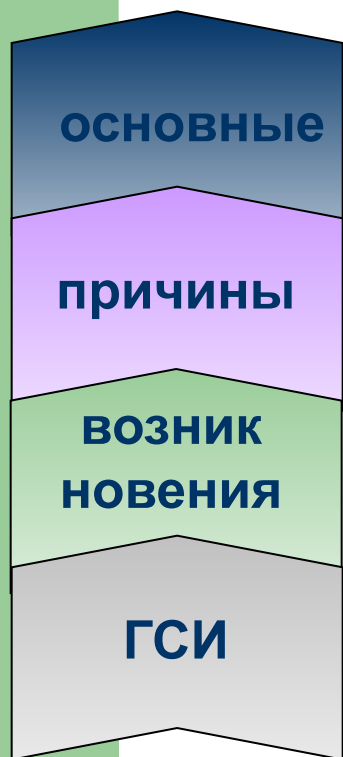 основные
причины
возник
новения
ГСИ